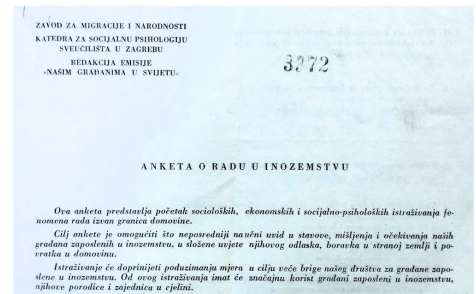 ZAVOD ZA MIGRACIJE I NARODNOSTI
KATEDRA ZA SOCIJALNU PSIHOLOGIJU
SVEUČILIŠTA U ZAGREBU
REDAKCIJA EMISIJE
»NAŠIM GRAĐANIMA U SVIJETU«
3372
ANKETA O RADU U INOZEMSTVU
Ova anketa predstavlja početak socioloških, ekonomskih i socijalno-psiholoških istraživanja fe-
nomena rada izvan granica domovine.
Cilj ankete je omogućiti što neposredniji naučni uvid u stavove, mišljenja i očekivanja naših
građana zaposlenih u inozemstvu, u složene uvjete njihovog odlaska, boravka u stranoj zemlji i po-
vratka u domovinu.
Istraživanje će doprinijeti poduzimanju mjera u cilju veće brige našeg društva za građane zapo-
slene u inozemstvu. Od ovog istraživanja imat će značajnu korist građani zaposleni u inozemstvu,
njihove porodice i zajednica u cjelini.